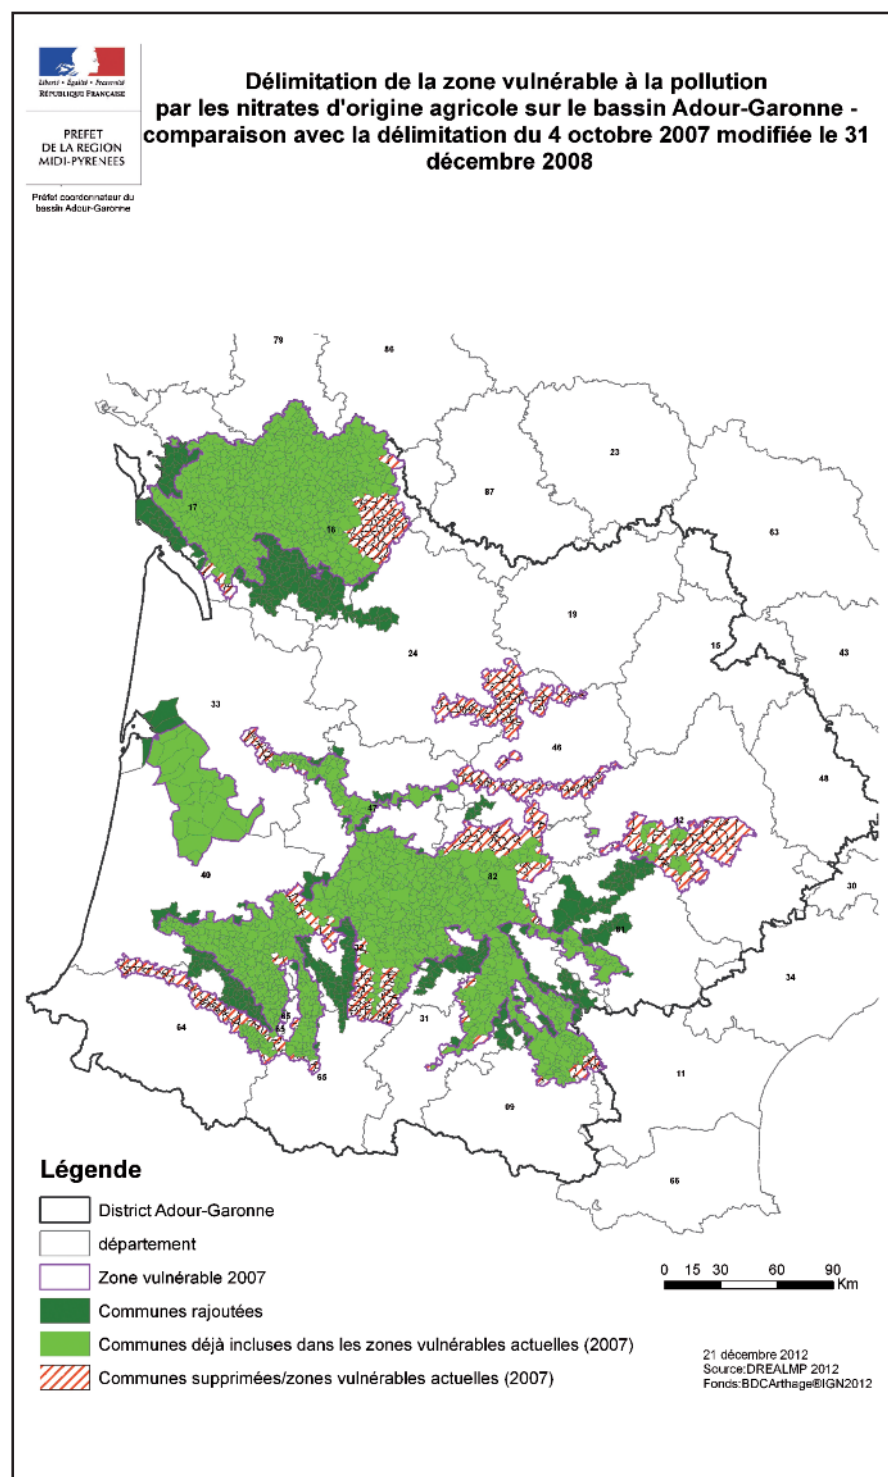 Liberté • Égalité • Fraternité
RÉPUBLIQUE FRANÇAISE
PREFET
DE LA REGION
MIDI-PYRENEES
Préfet coordonnateur du
bassin Adour-Garonne
Délimitation de la zone vulnérable à la pollution
par les nitrates d'origine agricole sur le bassin Adour-Garonne -
comparaison avec la délimitation du 4 octobre 2007 modifiée le 31
décembre 2008
79
86
23
87
17
16
63
19
15
43
24
33
46
48
47
12
40
82
30
81
32
34
65
64
65
31
65
11
09
66
Légende
District Adour-Garonne
département
Zone vulnérable 2007
Communes rajoutées
Communes déjà incluses dans les zones vulnérables actuelles (2007)
Communes supprimées/zones vulnérables actuelles (2007)
0 15 30 60 90
Km
21 décembre 2012
Source:DREALMP 2012
Fonds:BDCArthage®IGN2012